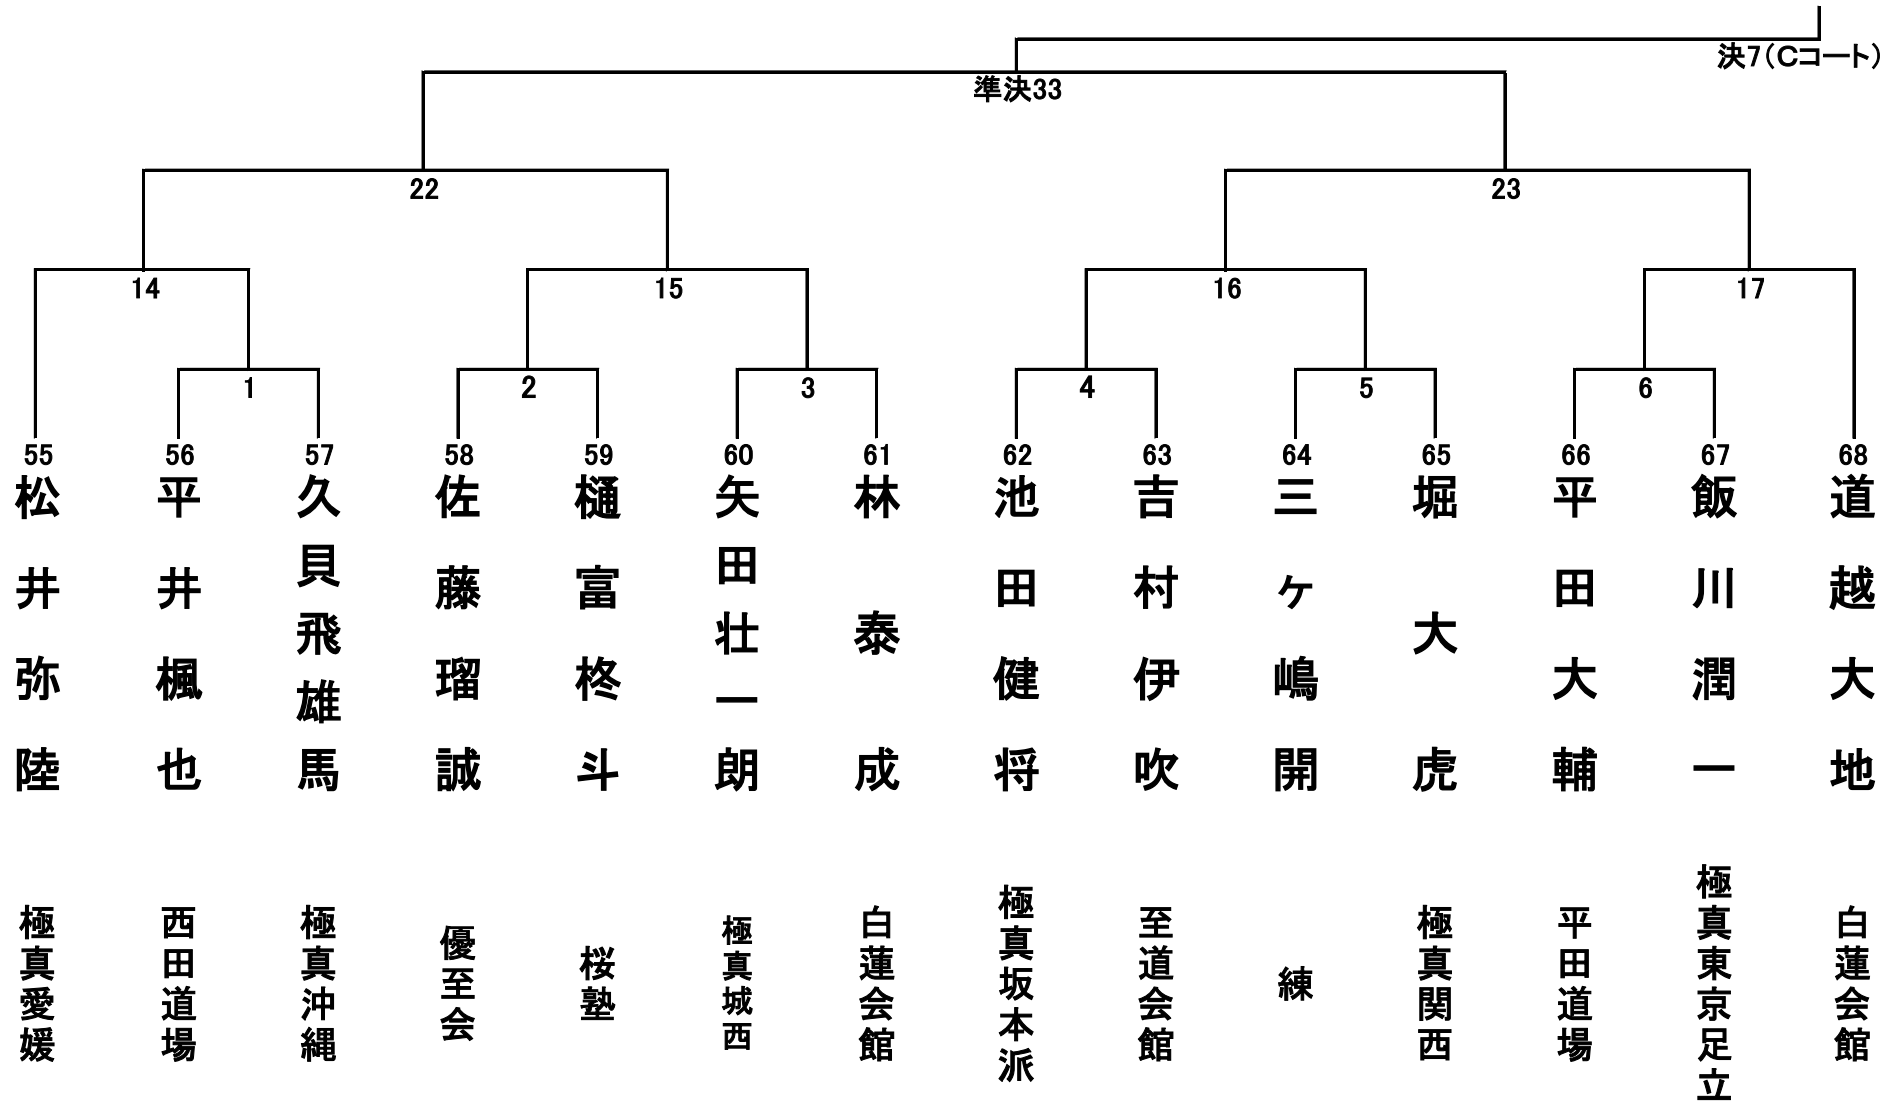 決7（Cコート）
準決33
22
23
14
15
16
17
1
2
3
4
5
6
55
56
57
58
59
60
61
62
63
64
65
66
67
68
松井弥陸
平井楓也
久貝飛雄馬
佐藤瑠誠
樋富柊斗
矢田壮一朗
林泰成
池田健将
吉村伊吹
三ヶ嶋開
堀大虎
平田大輔
飯川潤一
道越大地
極真愛媛
西田道場
極真沖縄
優至会
桜塾
極真城西
白蓮会館
極真坂本派
至道会館
練
極真関西
平田道場
極真東京足立
白蓮会館